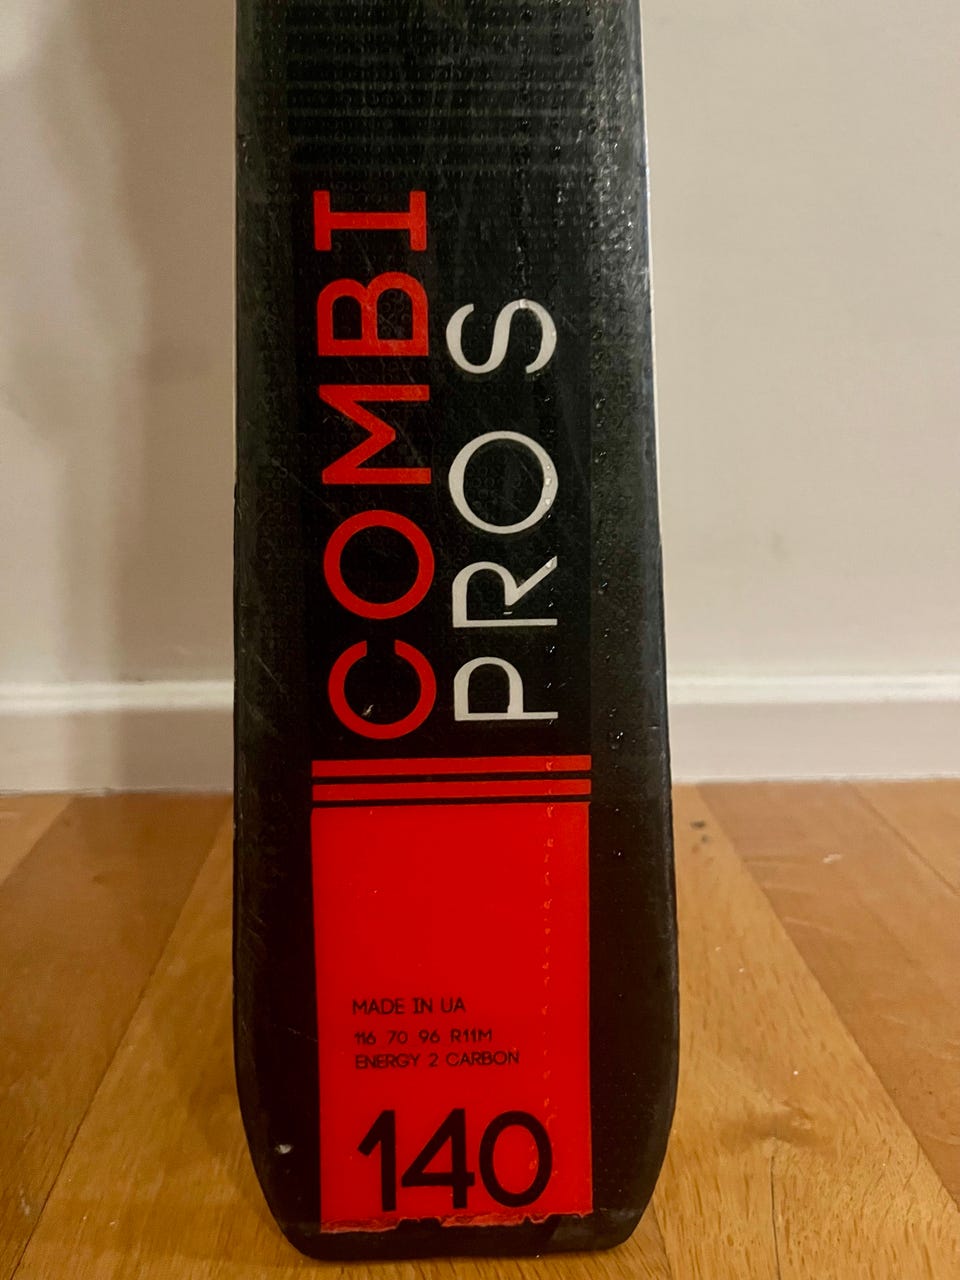 COMBI
PRO S
MADE IN UA
116 70 96 R11M
ENERGY 2 CARBON
140